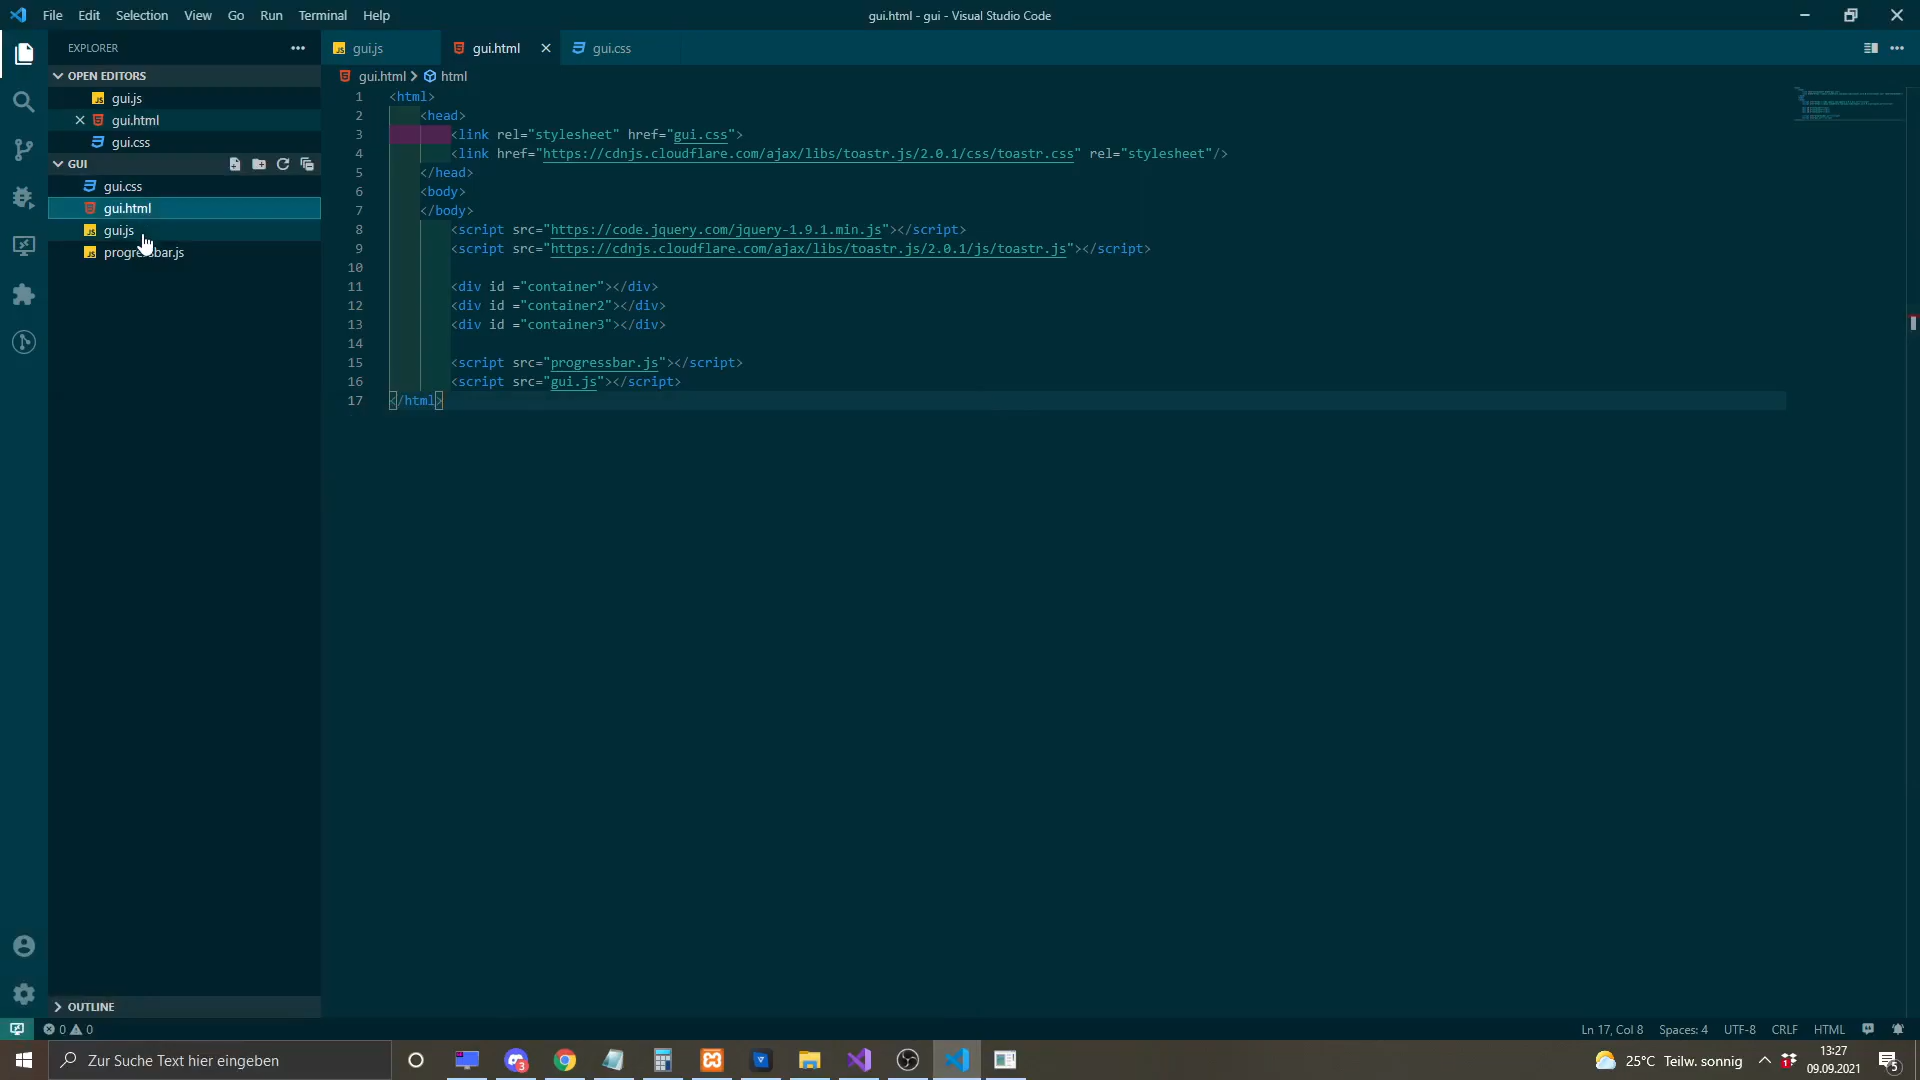 File Edit Selection View Go Run Terminal Help
gui.html - gui - Visual Studio Code
EXPLORER
OPEN EDITORS
gui.js
gui.html
gui.css
GUI
gui.css
gui.html
gui.js
progressbar.js
OUTLINE
gui.js gui.html gui.css
gui.html > html
1 <html>
2 <head>
3 <link rel="stylesheet" href="gui.css">
4 <link href="https://cdnjs.cloudflare.com/ajax/libs/toastr.js/2.0.1/css/toastr.css" rel="stylesheet"/>
5 </head>
6 <body>
7 </body>
8 <script src="https://code.jquery.com/jquery-1.9.1.min.js"></script>
9 <script src="https://cdnjs.cloudflare.com/ajax/libs/toastr.js/2.0.1/js/toastr.js"></script>
10
11 <div id ="container"></div>
12 <div id ="container2"></div>
13 <div id ="container3"></div>
14
15 <script src="progressbar.js"></script>
16 <script src="gui.js"></script>
17 </html>
0 0
Ln 17, Col 8 Spaces: 4 UTF-8 CRLF HTML
Zur Suche Text hier eingeben
3
25°C Teilw. sonnig
1
13:27
09.09.2021
5